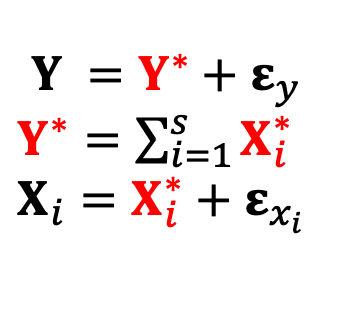 𝐘 = 𝐘* + 𝛆_y
𝐘* = ∑_{i=1}^{s} 𝐗_i^*
𝐗_i = 𝐗_i^* + 𝛆_{x_i}